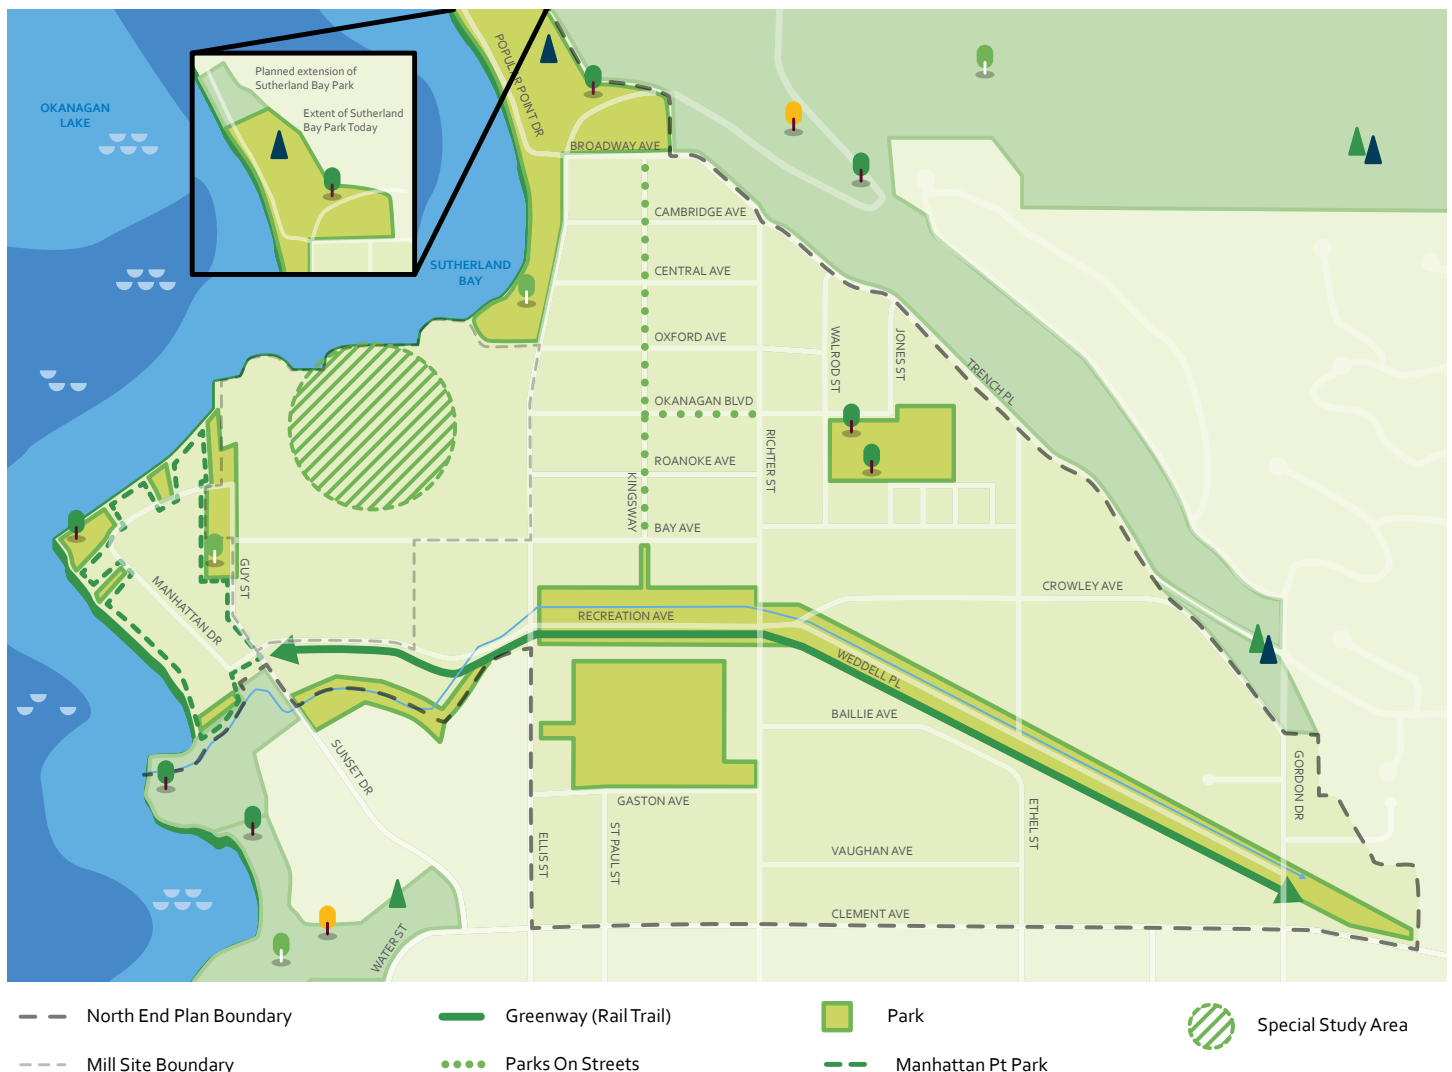 Planned extension of
Sutherland Bay Park
Extent of Sutherland
Bay Park Today
OKANAGAN
LAKE
POPULAR POINT DR
BROADWAY AVE
CAMBRIDGE AVE
SUTHERLAND
BAY
CENTRAL AVE
OXFORD AVE
WALROD ST
JONES ST
TRENCH PL
OKANAGAN BLVD
RICHTER ST
ROANOKE AVE
KINGSWAY
BAY AVE
GUY ST
MANHATTAN DR
CROWLEY AVE
RECREATION AVE
WEDDELL PL
BAILLIE AVE
SUNSET DR
GORDON DR
GASTON AVE
ETHEL ST
ELLIS ST
ST PAUL ST
VAUGHAN AVE
CLEMENT AVE
WATER ST
North End Plan Boundary
Greenway (Rail Trail)
Park
Special Study Area
Mill Site Boundary
Parks On Streets
Manhattan Pt Park